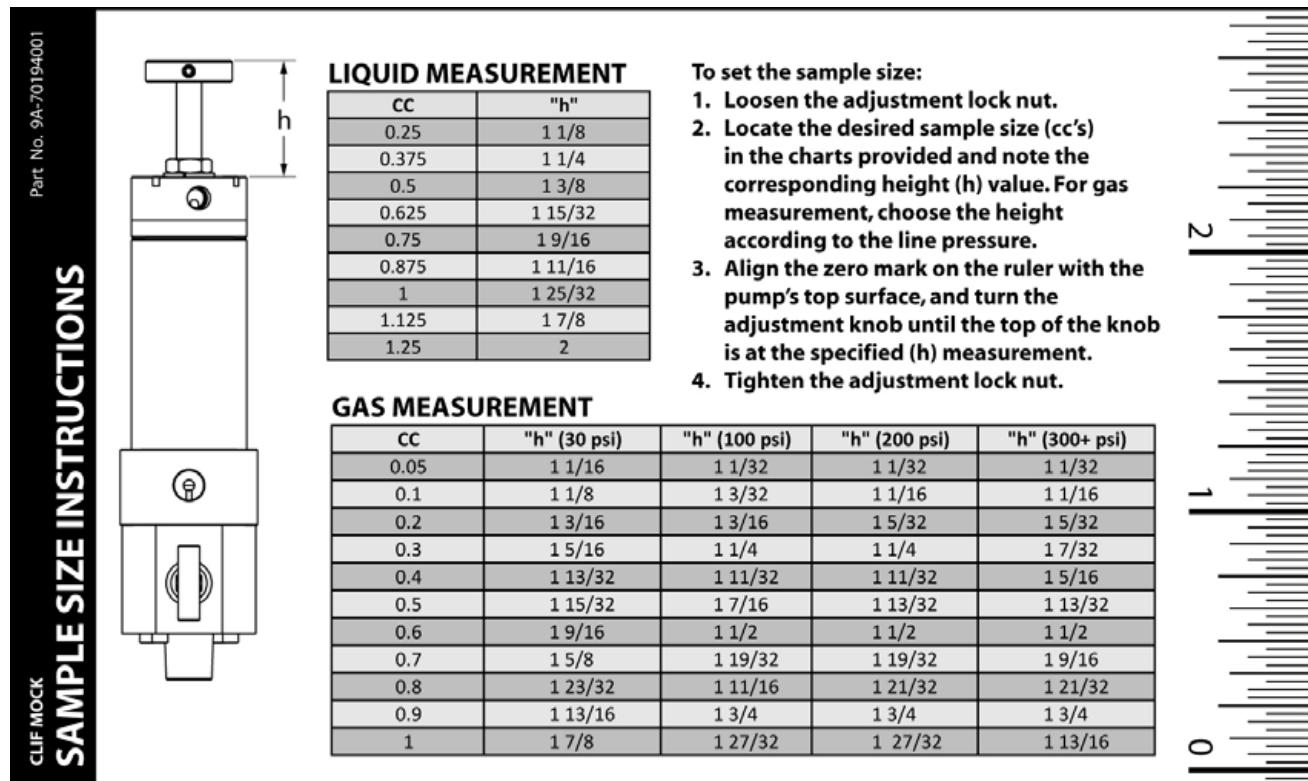 Part No. 9A-70194001
CLIF MOCK
SAMPLE SIZE INSTRUCTIONS
h
LIQUID MEASUREMENT
CC "h"
0.25 1 1/8
0.375 1 1/4
0.5 1 3/8
0.625 1 15/32
0.75 1 9/16
0.875 1 11/16
1 1 25/32
1.125 1 7/8
1.25 2
To set the sample size:
1. Loosen the adjustment lock nut.
2. Locate the desired sample size (cc's)
in the charts provided and note the
corresponding height (h) value. For gas
measurement, choose the height
according to the line pressure.
3. Align the zero mark on the ruler with the
pump's top surface, and turn the
adjustment knob until the top of the knob
is at the specified (h) measurement.
4. Tighten the adjustment lock nut.
GAS MEASUREMENT
CC "h" (30 psi) "h" (100 psi) "h" (200 psi) "h" (300+ psi)
0.05 1 1/16 1 1/32 1 1/32 1 1/32
0.1 1 1/8 1 3/32 1 1/16 1 1/16
0.2 1 3/16 1 3/16 1 5/32 1 5/32
0.3 1 5/16 1 1/4 1 1/4 1 7/32
0.4 1 13/32 1 11/32 1 11/32 1 5/16
0.5 1 15/32 1 7/16 1 13/32 1 13/32
0.6 1 9/16 1 1/2 1 1/2 1 1/2
0.7 1 5/8 1 19/32 1 19/32 1 9/16
0.8 1 23/32 1 11/16 1 21/32 1 21/32
0.9 1 13/16 1 3/4 1 3/4 1 3/4
1 1 7/8 1 27/32 1 27/32 1 13/16
2
1
0